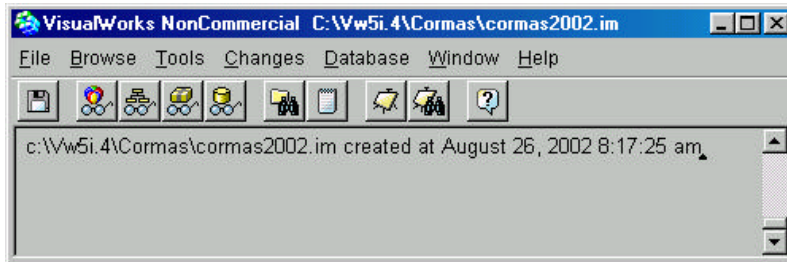 VisualWorks NonCommercial C:\Vw5i.4\Cormas\cormas2002.im
File Browse Tools Changes Database Window Help
c:\Vw5i.4\Cormas\cormas2002.im created at August 26, 2002 8:17:25 am